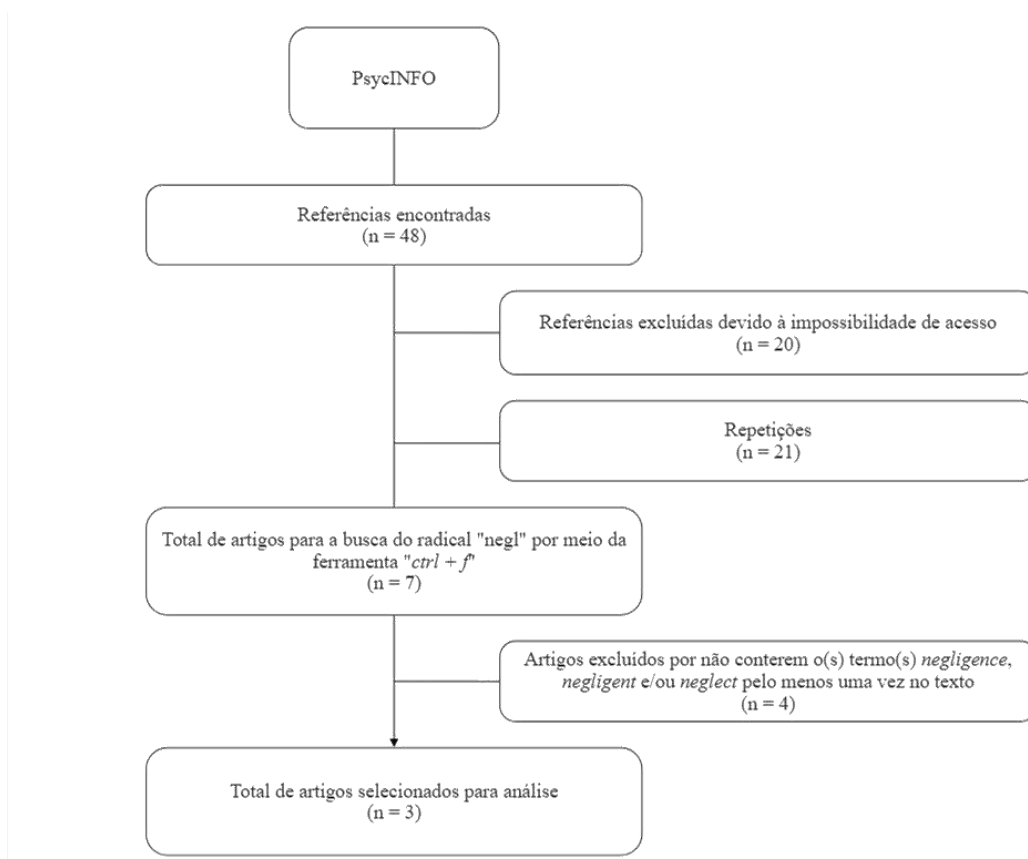 PsycINFO
Referências encontradas
(n = 48)
Referências excluídas devido à impossibilidade de acesso
(n = 20)
Repetições
(n = 21)
Total de artigos para a busca do radical "negl" por meio da
ferramenta "ctrl + f"
(n = 7)
Artigos excluídos por não conterem o(s) termo(s) negligence,
negligent e/ou neglect pelo menos uma vez no texto
(n = 4)
Total de artigos selecionados para análise
(n = 3)